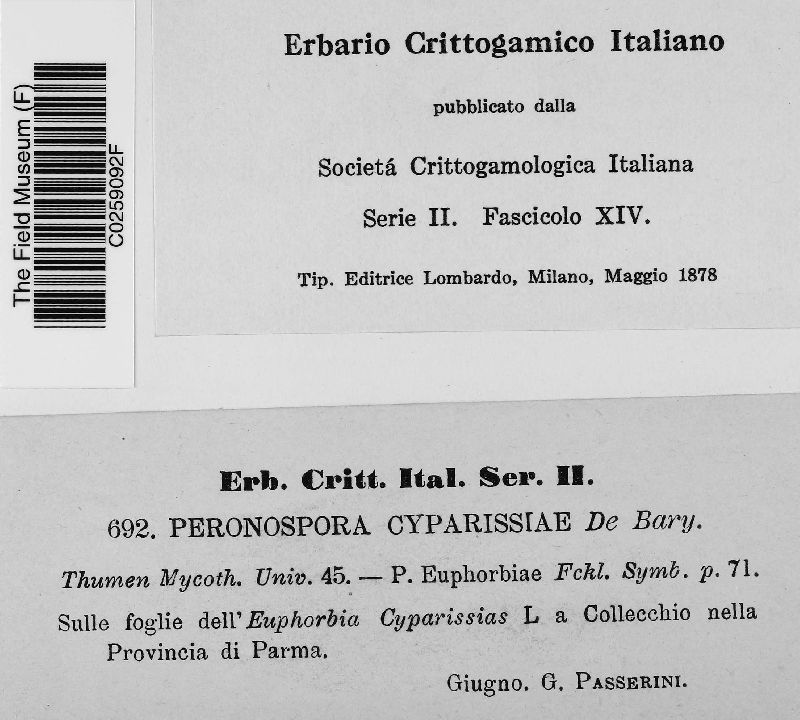 The Field Museum (F)
C0259092F
Erbario Crittogamico Italiano
pubblicato dalla
Societá Crittogamologica Italiana
Serie II. Fascicolo XIV.
Tip. Editrice Lombardo, Milano, Maggio 1878
Erb. Critt. Ital. Ser. II.
692. PERONOSPORA CYPARISSIAE De Bary.
Thumen Mycoth. Univ. 45. — P. Euphorbiae Fckl. Symb. p. 71.
Sulle foglie dell' Euphorbia Cyparissias L a Collecchio nella
Provincia di Parma.
Giugno. G. PASSERINI.